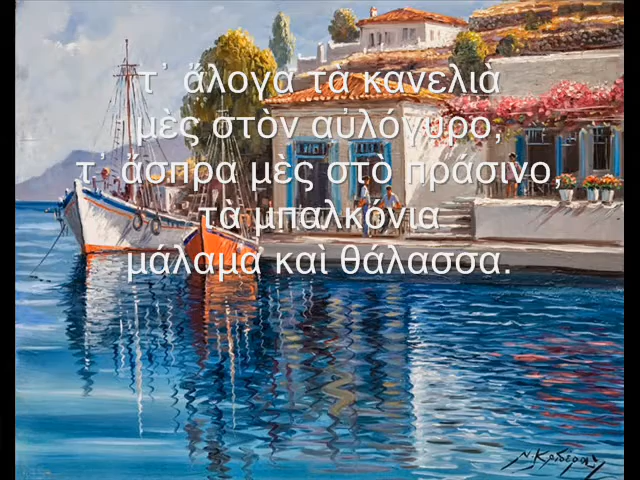 τ᾿ ἄλογα τὰ κανελιὰ
μὲς στὸν αὐλόγυρο,
τ᾿ ἄσπρα μὲς στὸ πράσινο,
τὰ μπαλκόνια
μάλαμα καὶ θάλασσα.